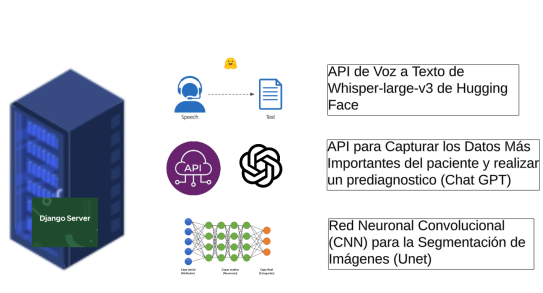 API de Voz a Texto de
Whisper-large-v3 de Hugging
Face
Speech
Text
API para Capturar los Datos Más
Importantes del paciente y realizar
un prediagnostico (Chat GPT)
API
Django Server
Red Neuronal Convolucional
(CNN) para la Segmentación de
Imágenes (Unet)